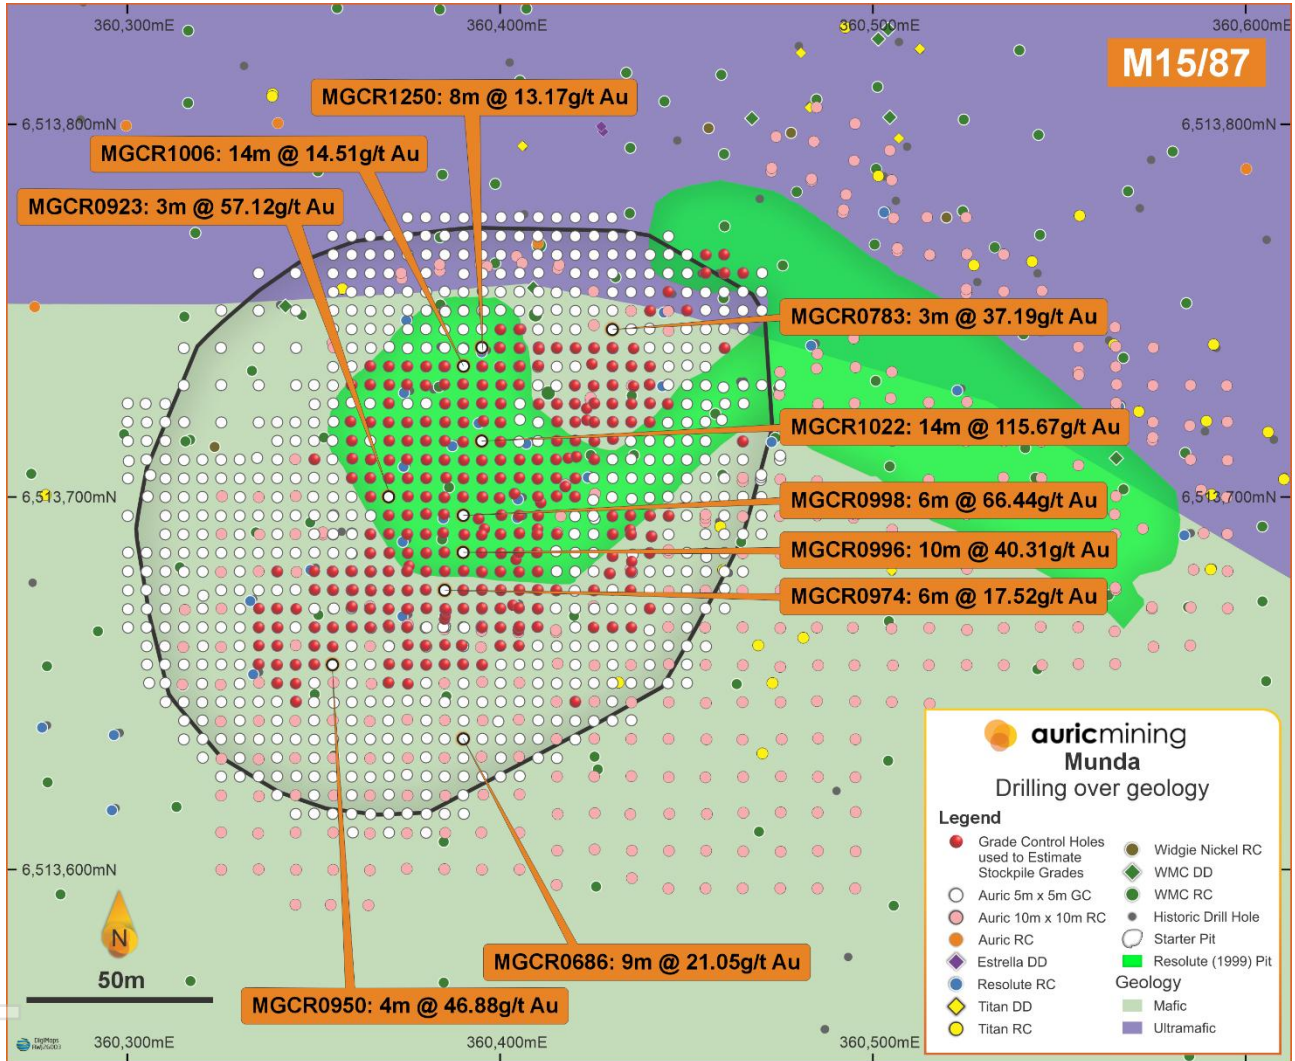 360,300mE
360,400mE
360,500mE
360,600mE
M15/87
MGCR1250: 8m @ 13.17g/t Au
6,513,800mN
6,513,800mN
MGCR1006: 14m @ 14.51g/t Au
MGCR0923: 3m @ 57.12g/t Au
MGCR0783: 3m @ 37.19g/t Au
MGCR1022: 14m @ 115.67g/t Au
6,513,700mN
6,513,700mN
MGCR0998: 6m @ 66.44g/t Au
MGCR0996: 10m @ 40.31g/t Au
MGCR0974: 6m @ 17.52g/t Au
6,513,600mN
MGCR0686: 9m @ 21.05g/t Au
MGCR0950: 4m @ 46.88g/t Au
N
50m
auricmining
Munda
Drilling over geology
Legend
Grade Control Holes
used to Estimate
Stockpile Grades
Auric 5m x 5m GC
Auric 10m x 10m RC
Auric RC
Estrella DD
Resolute RC
Titan DD
Titan RC
Widgie Nickel RC
WMC DD
WMC RC
Historic Drill Hole
Starter Pit
Resolute (1999) Pit
Geology
Mafic
Ultramafic
DigiMaps
360,300mE
360,400mE
360,500mE